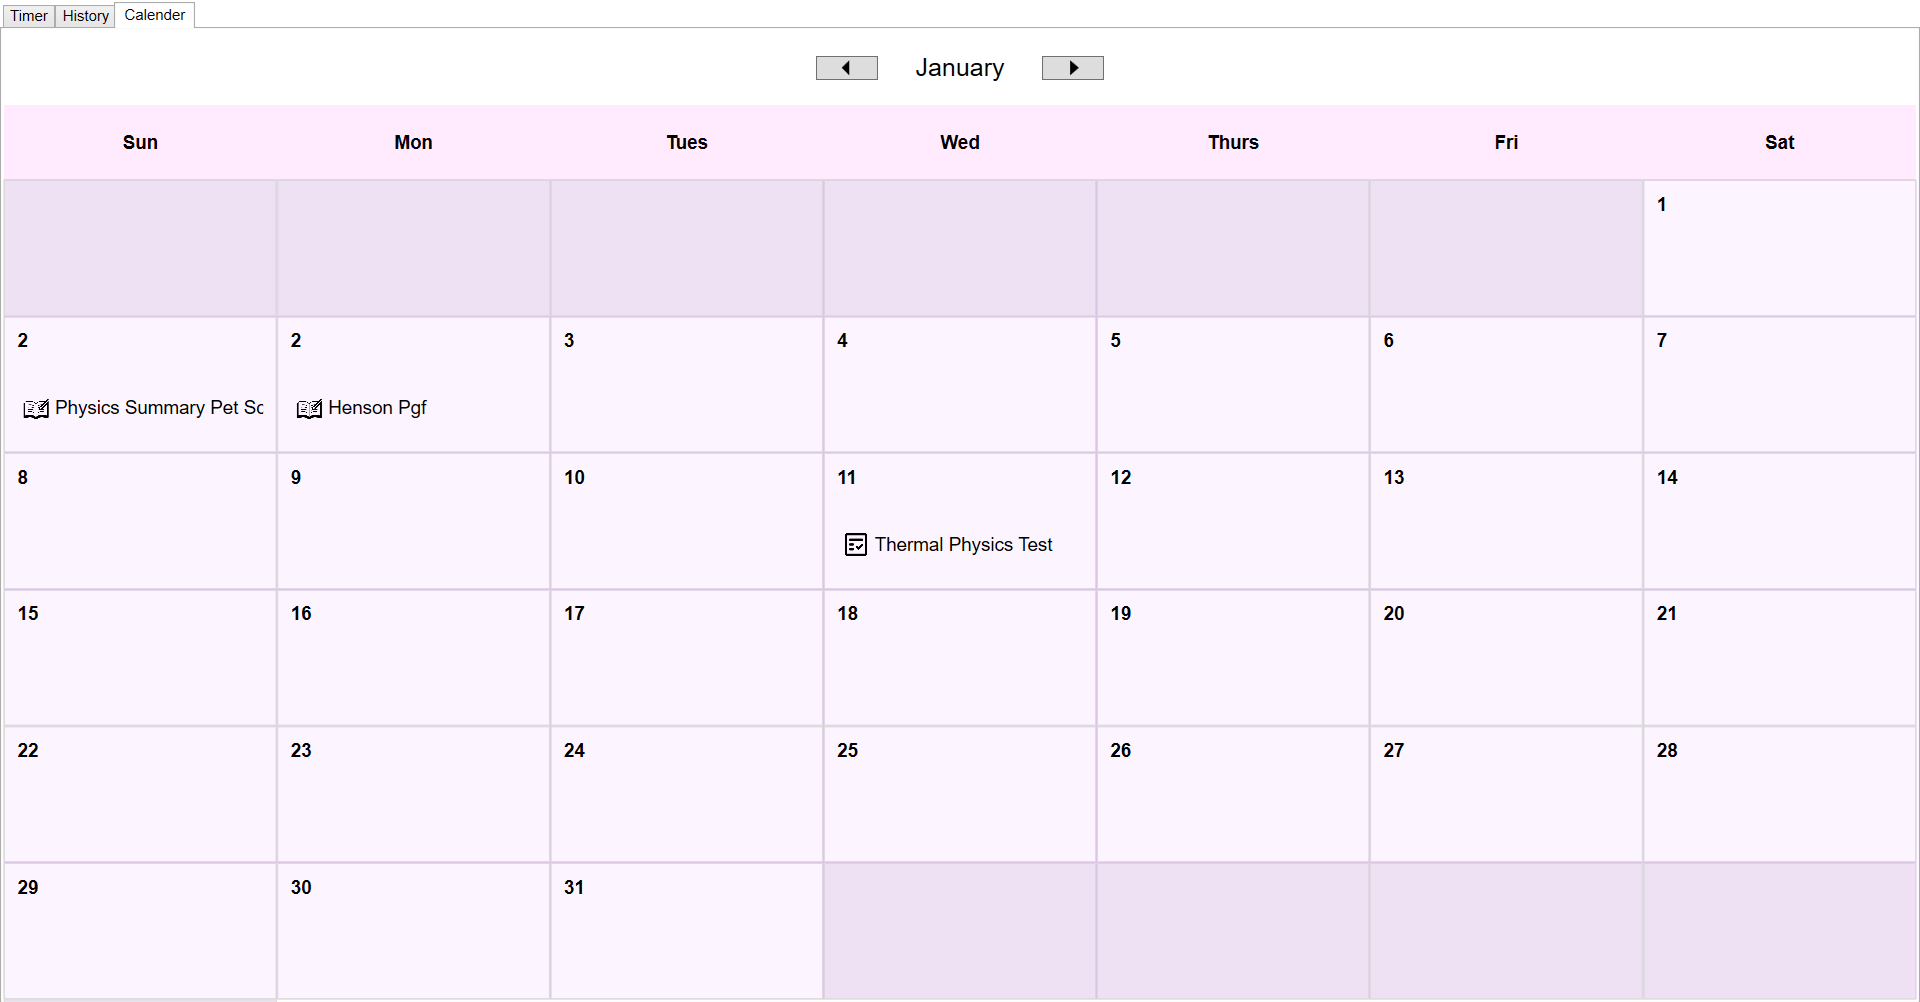 Timer History Calender
January
Sun Mon Tues Wed Thurs Fri Sat
1
2 2 3 4 5 6 7
Physics Summary Pet Sc Henson Pgf
8 9 10 11 12 13 14
Thermal Physics Test
15 16 17 18 19 20 21
22 23 24 25 26 27 28
29 30 31